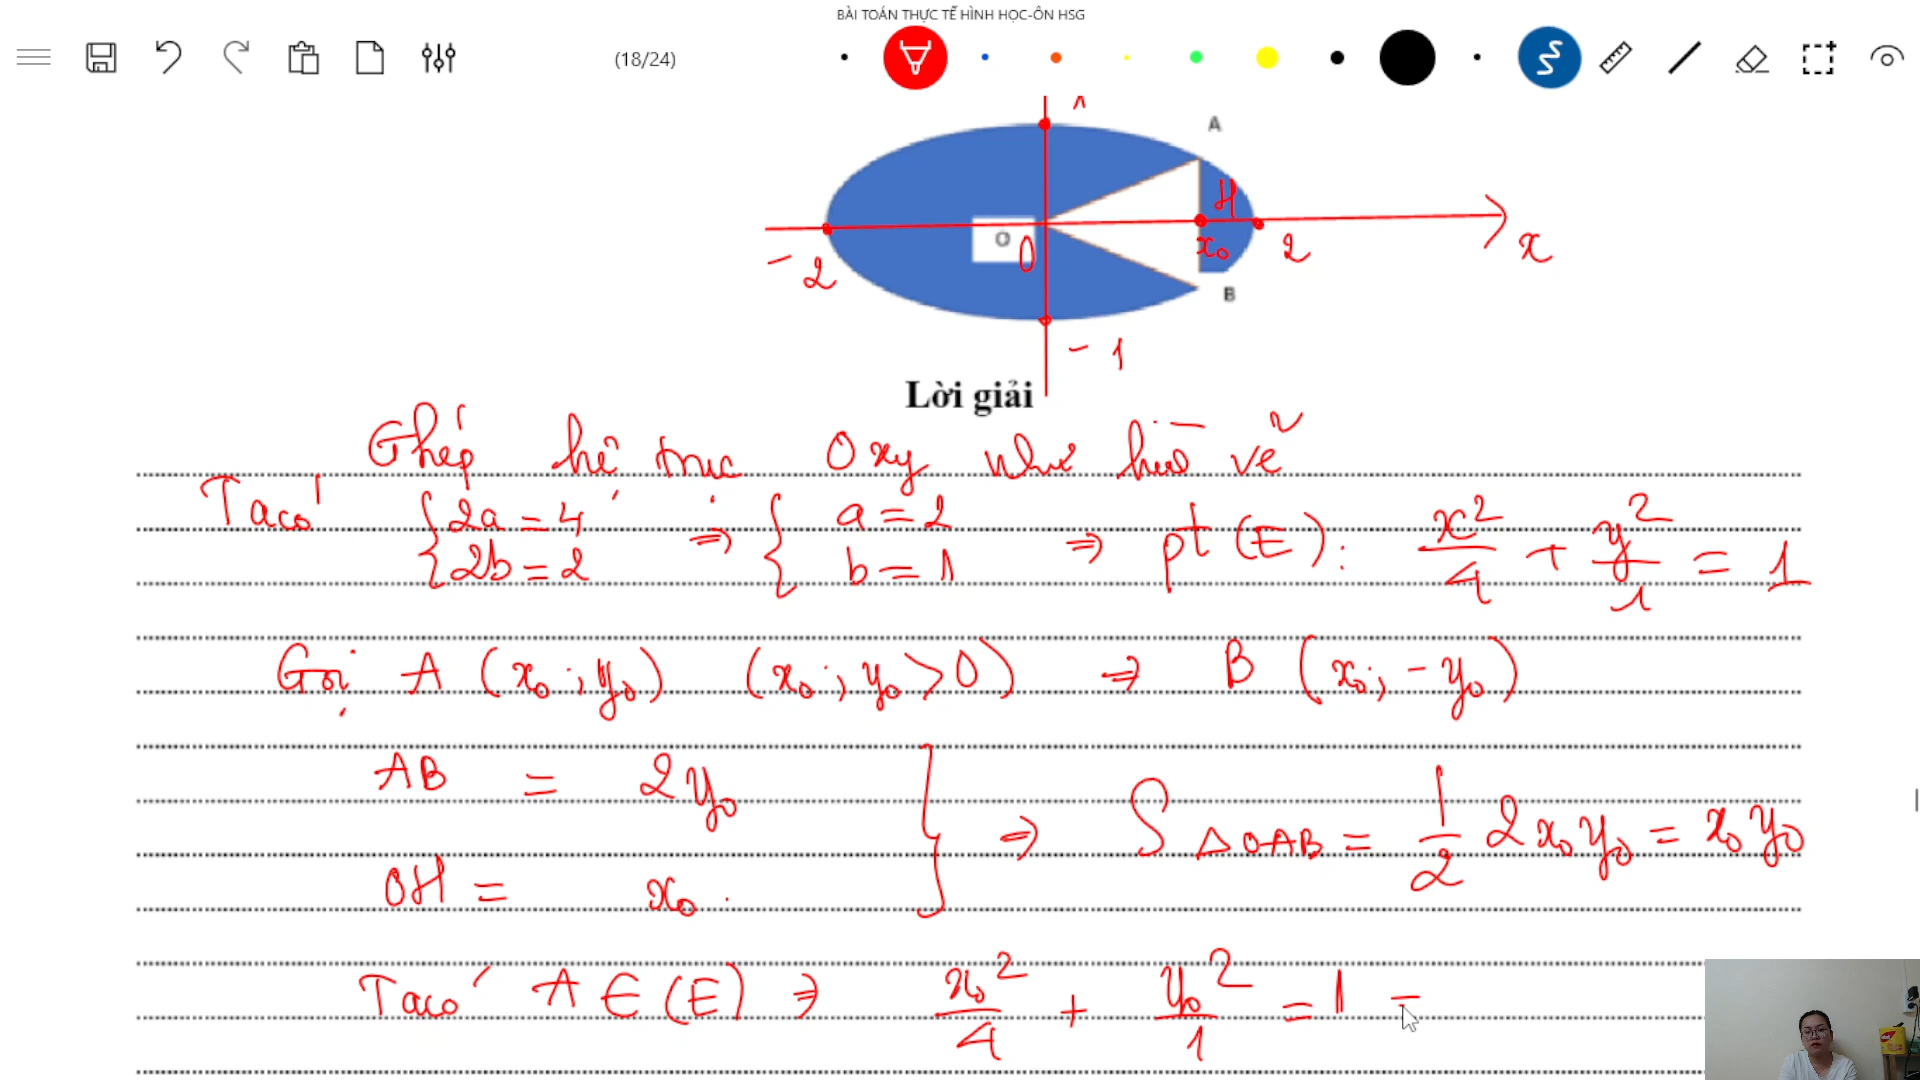 BÀI TOÁN THỰC TẾ HÌNH HỌC-ÔN HSG
(18/24)
1
A
H
O
0
x₀
2
x
-2
B
-1
Lời giải
Ghép hệ trục Oxy như hình vẽ
Ta có { 2a = 4 ; 2b = 2 ⇒ { a = 2 ; b = 1 ⇒ pt (E): x²/4 + y²/1 = 1
Gọi A (x₀; y₀) (x₀; y₀ > 0) ⇒ B (x₀; -y₀)
AB = 2y₀
OH = x₀ } ⇒ S△OAB = 1/2 2x₀y₀ = x₀y₀
Ta có A ∈ (E) ⇒ x₀²/4 + y₀²/1 = 1